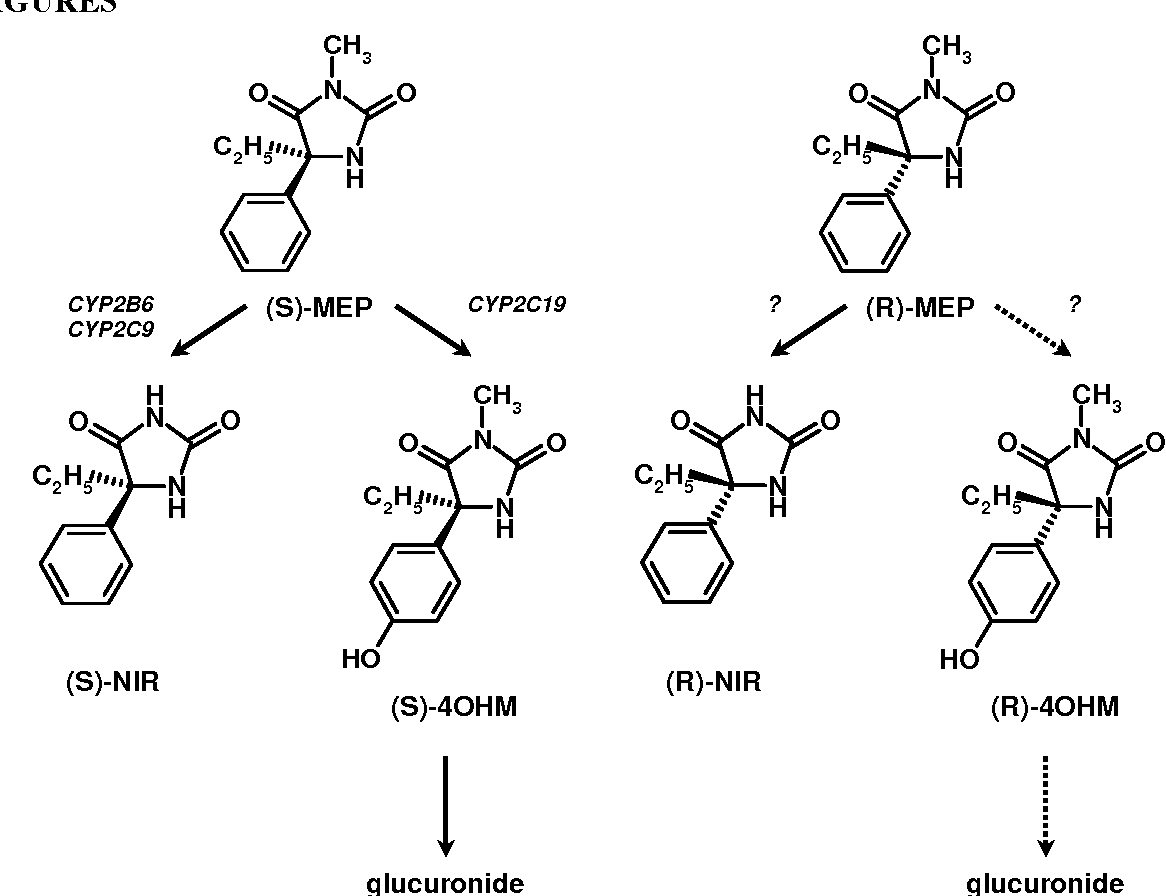 IGURES
CH3 CH3
O N O O N O
C2H5 N C2H5 N
H H
CYP2B6 (S)-MEP CYP2C19 ? (R)-MEP ?
CYP2C9
H CH3 H CH3
O N O O N O O N O O N O
C2H5 N C2H5 N C2H5 N C2H5 N
H H H H
HO HO
(S)-NIR (R)-NIR
(S)-4OHM (R)-4OHM
glucuronide glucuronide